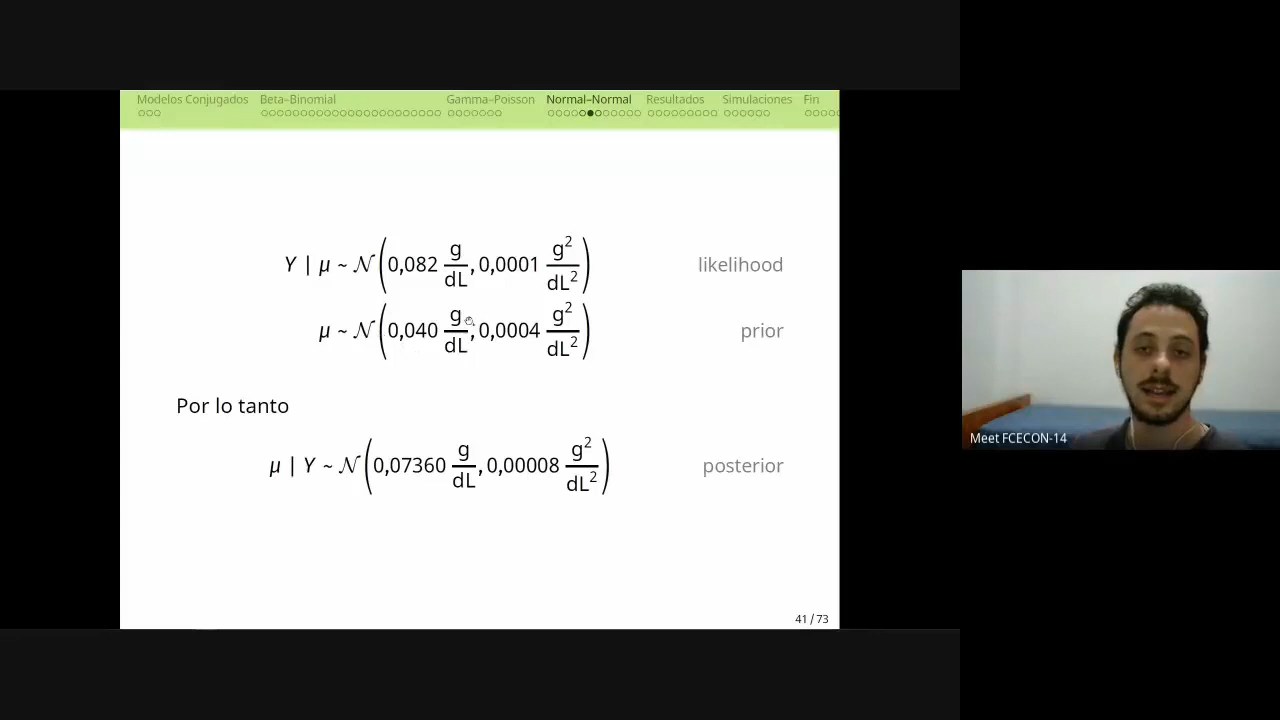 Modelos Conjugados Beta–Binomial Gamma–Poisson Normal–Normal Resultados Simulaciones Fin
Y | μ ~ 𝒩 (0,082 g/dL, 0,0001 g²/dL²) likelihood
μ ~ 𝒩 (0,040 g/dL, 0,0004 g²/dL²) prior
Por lo tanto
μ | Y ~ 𝒩 (0,07360 g/dL, 0,00008 g²/dL²) posterior
41 / 73
Meet FCECON-14